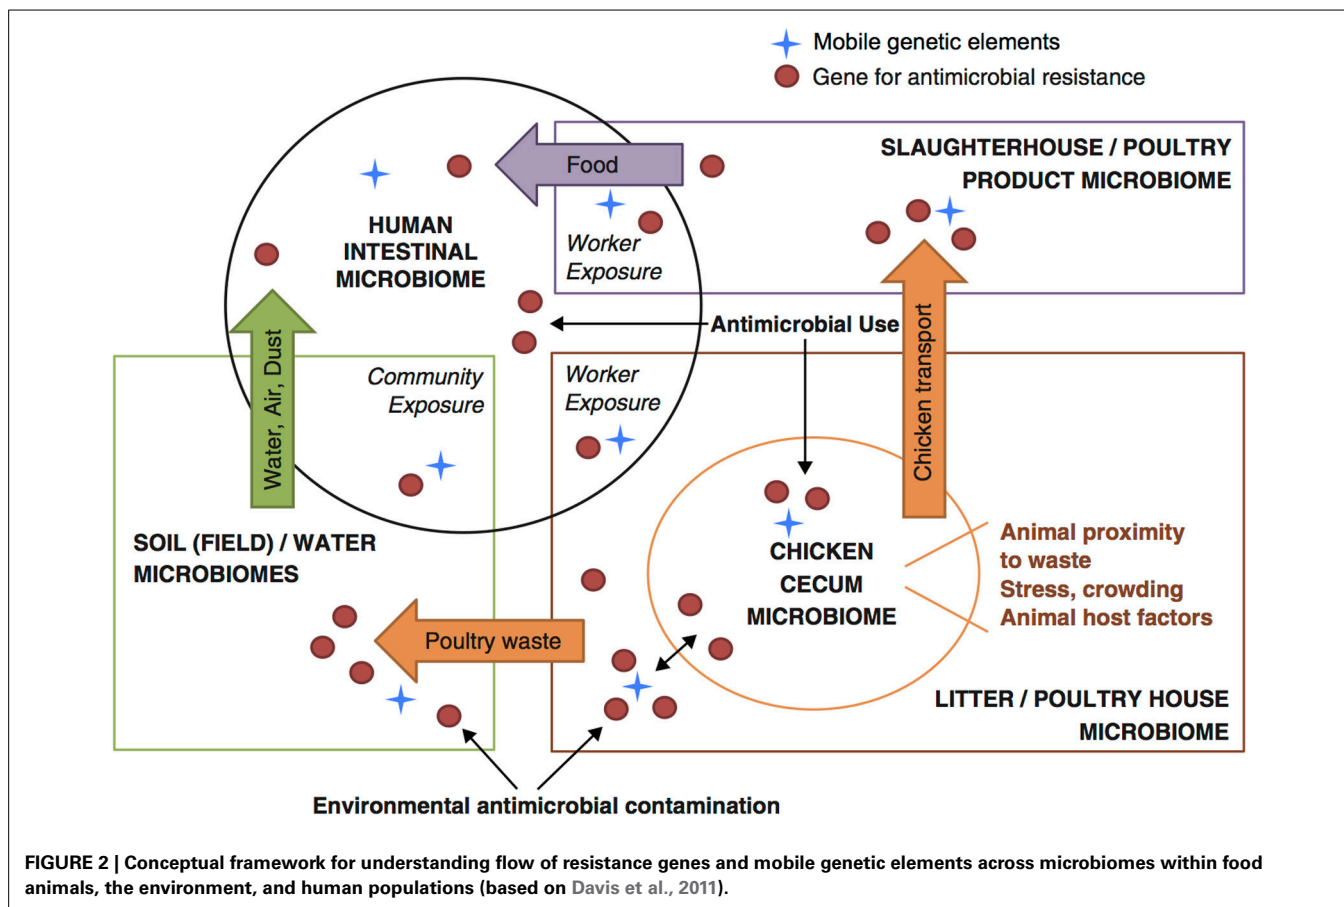 Mobile genetic elements
Gene for antimicrobial resistance
SLAUGHTERHOUSE / POULTRY
PRODUCT MICROBIOME
Food
HUMAN
INTESTINAL
MICROBIOME
Worker
Exposure
Antimicrobial Use
Chicken transport
Water, Air, Dust
Community
Exposure
Worker
Exposure
SOIL (FIELD) / WATER
MICROBIOMES
CHICKEN
CECUM
MICROBIOME
Animal proximity
to waste
Stress, crowding
Animal host factors
Poultry waste
LITTER / POULTRY HOUSE
MICROBIOME
Environmental antimicrobial contamination
FIGURE 2 | Conceptual framework for understanding flow of resistance genes and mobile genetic elements across microbiomes within food
animals, the environment, and human populations (based on Davis et al., 2011).